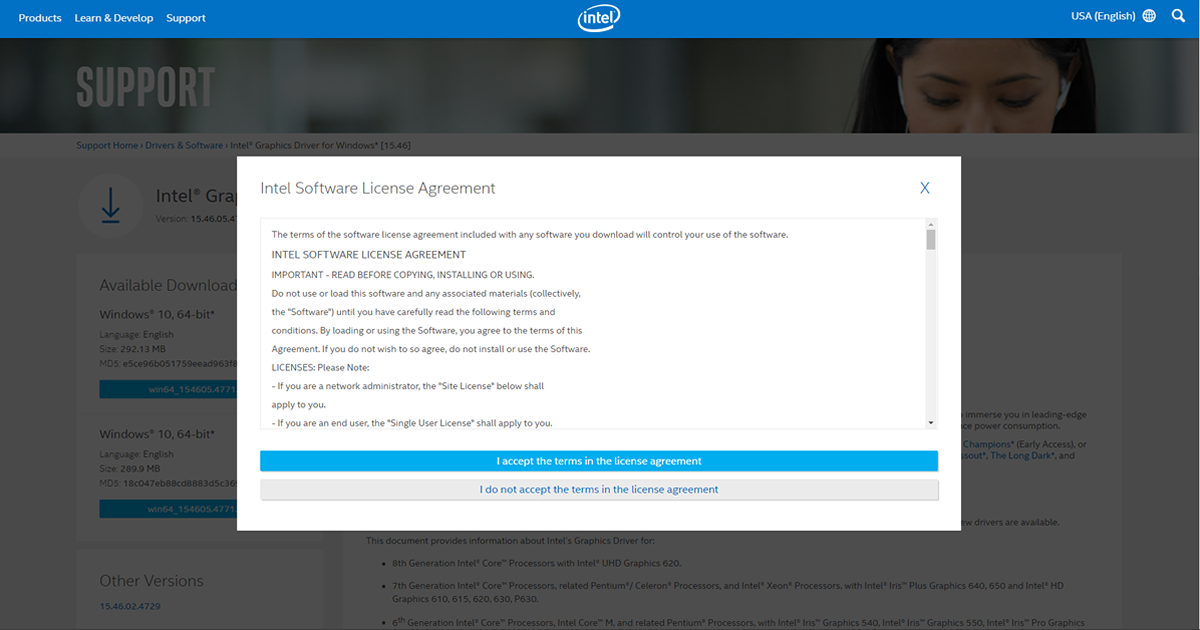 Products Learn & Develop Support
intel
USA (English)
SUPPORT
Support Home › Drivers & Software › Intel® Graphics Driver for Windows* [15.46]
Intel® Gra
Version: 15.46.05.47
Available Download
Windows® 10, 64-bit*
Language: English
Size: 292.13 MB
MD5: e5ce96b051759eead963f8
win64_154605.4771
Windows® 10, 64-bit*
Language: English
Size: 289.9 MB
MD5: 18c047eb88cd8883d5c369
win64_154605.4771
Other Versions
15.46.02.4729
Intel Software License Agreement
X
The terms of the software license agreement included with any software you download will control your use of the software.
INTEL SOFTWARE LICENSE AGREEMENT
IMPORTANT - READ BEFORE COPYING, INSTALLING OR USING.
Do not use or load this software and any associated materials (collectively,
the "Software") until you have carefully read the following terms and
conditions. By loading or using the Software, you agree to the terms of this
Agreement. If you do not wish to so agree, do not install or use the Software.
LICENSES: Please Note:
- If you are a network administrator, the "Site License" below shall
apply to you.
- If you are an end user, the "Single User License" shall apply to you.
I accept the terms in the license agreement
I do not accept the terms in the license agreement
immerse you in leading-edge
ce power consumption.
Champions* (Early Access), or
sout*, The Long Dark*, and
ew drivers are available.
This document provides information about Intel's Graphics Driver for:
• 8th Generation Intel® Core™ Processors with Intel® UHD Graphics 620.
• 7th Generation Intel® Core™ Processors, related Pentium®/ Celeron® Processors, and Intel® Xeon® Processors, with Intel® Iris™ Plus Graphics 640, 650 and Intel® HD
Graphics 610, 615, 620, 630, P630.
• 6th Generation Intel® Core™ Processors, Intel® Core™ M, and related Pentium® Processors, with Intel® Iris™ Graphics 540, Intel® Iris™ Graphics 550, Intel® Iris™ Pro Graphics